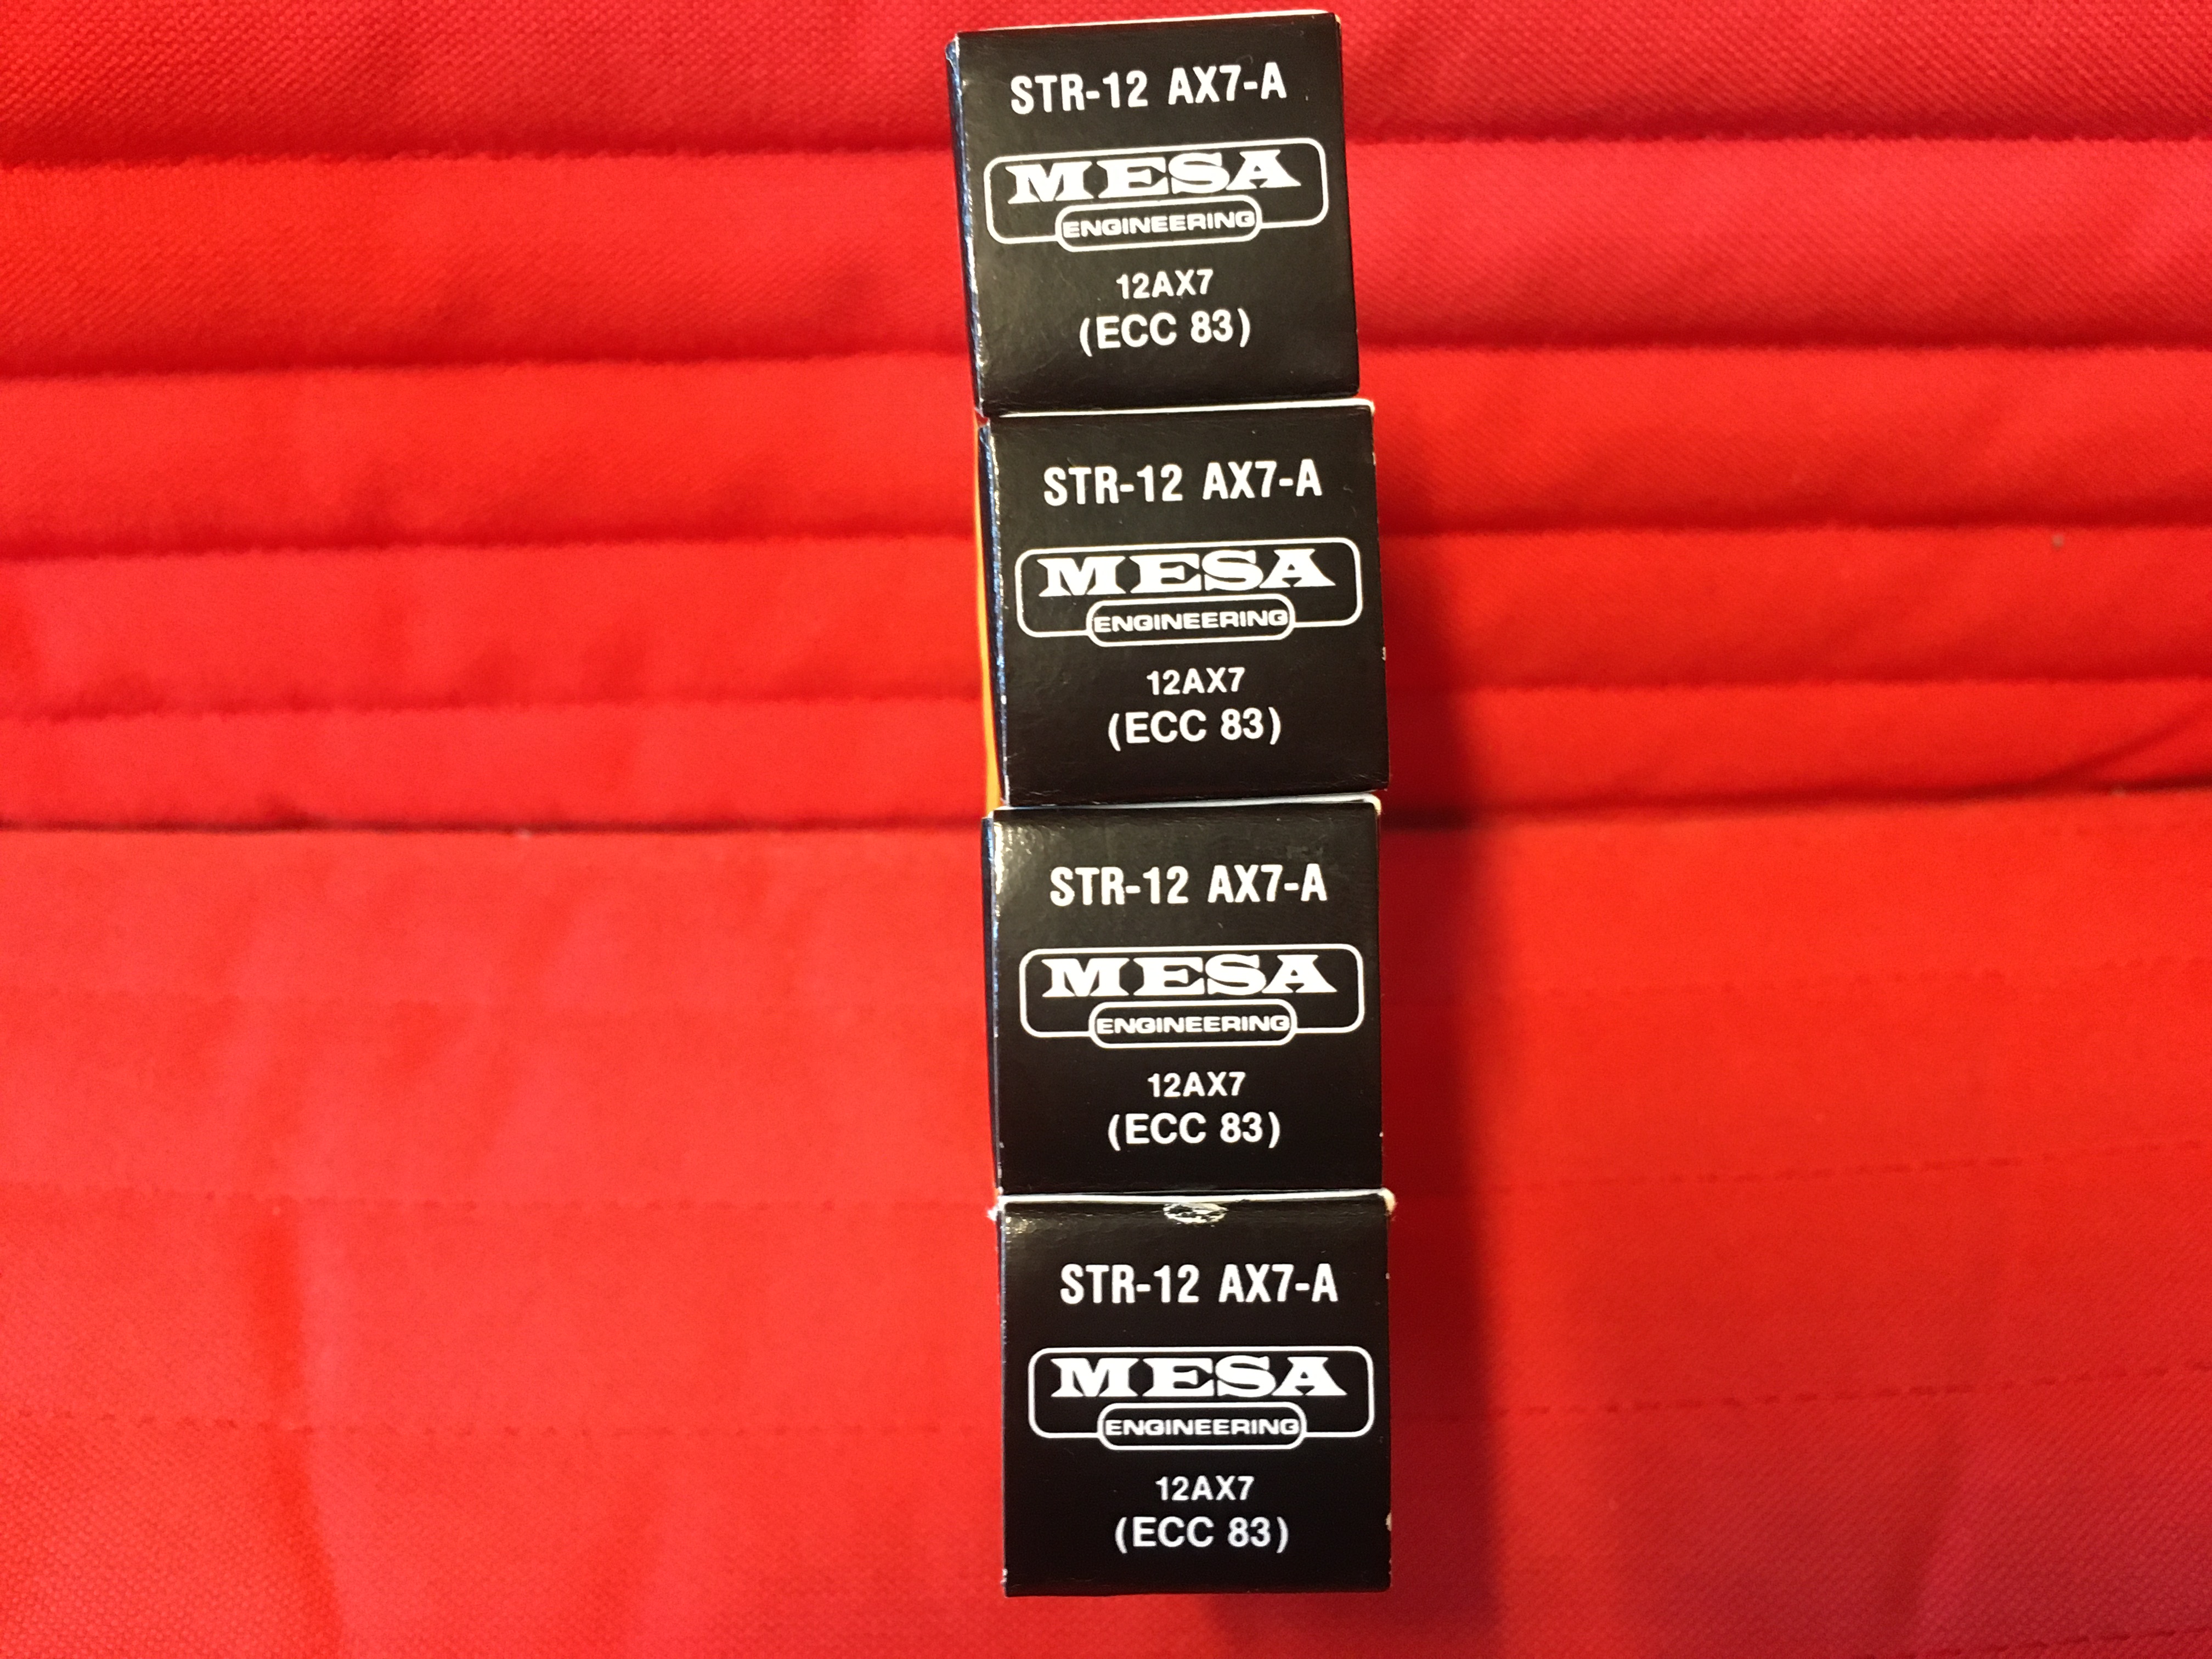 STR-12 AX7-A
MESA
ENGINEERING
12AX7
(ECC 83)
STR-12 AX7-A
MESA
ENGINEERING
12AX7
(ECC 83)
STR-12 AX7-A
MESA
ENGINEERING
12AX7
(ECC 83)
STR-12 AX7-A
MESA
ENGINEERING
12AX7
(ECC 83)